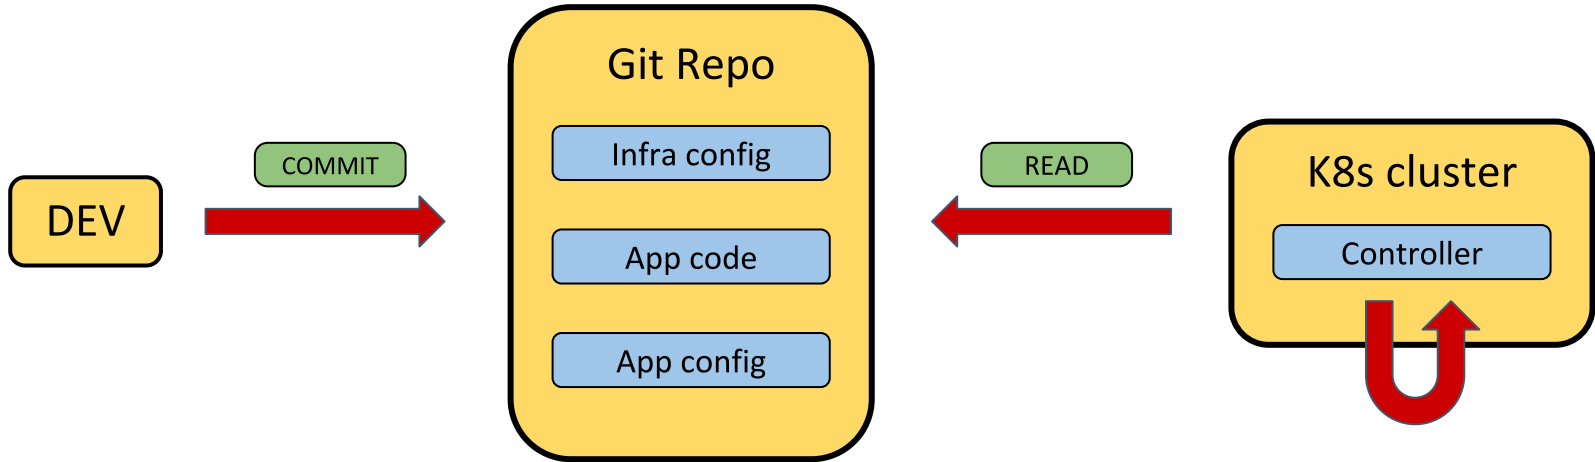 DEV
COMMIT
Git Repo
Infra config
App code
App config
READ
K8s cluster
Controller